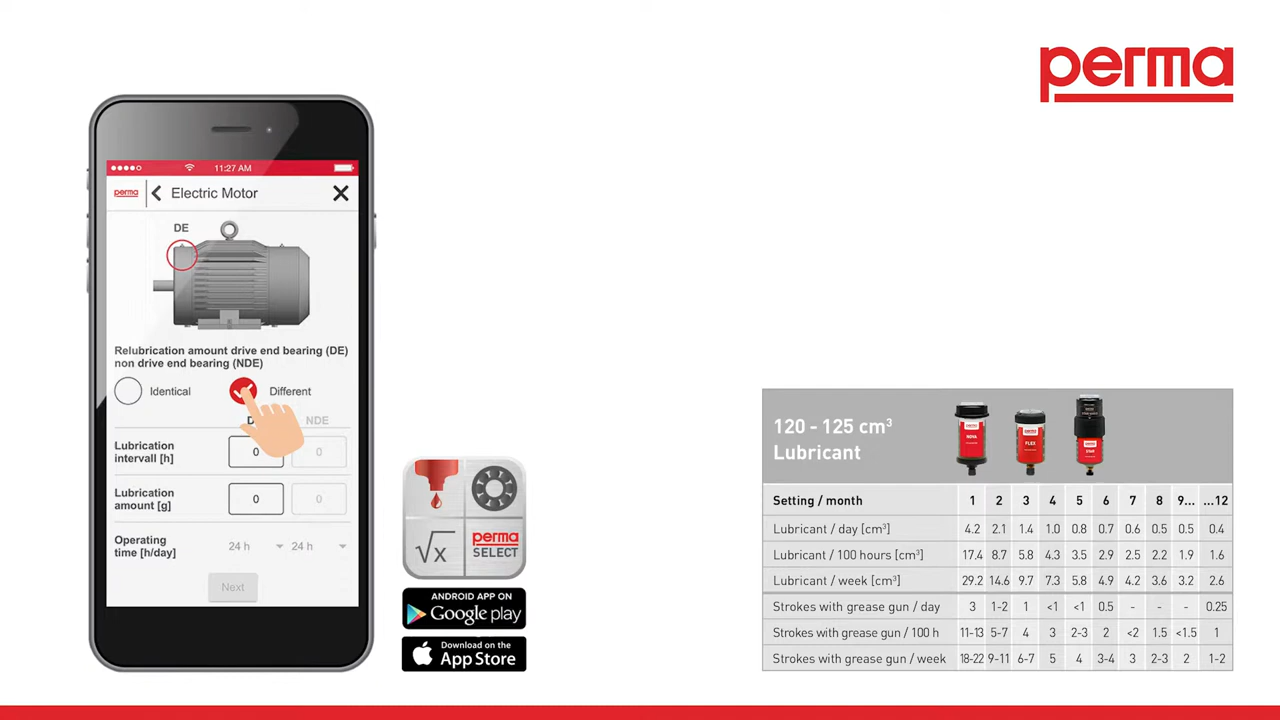 perma
11:27 AM
perma
Electric Motor
DE
Relubrication amount drive end bearing (DE)
non drive end bearing (NDE)
Identical
Different
NDE
Lubrication
intervall [h]
0
0
Lubrication
amount [g]
0
0
Operating
time [h/day]
24 h
24 h
Next
√x
perma
SELECT
ANDROID APP ON
Google play
Download on the
App Store
120 - 125 cm³
Lubricant
perma
NOVA
perma
FLEX
perma
STAR
Setting / month 1 2 3 4 5 6 7 8 9... ...12
Lubricant / day [cm³] 4.2 2.1 1.4 1.0 0.8 0.7 0.6 0.5 0.5 0.4
Lubricant / 100 hours [cm³] 17.4 8.7 5.8 4.3 3.5 2.9 2.5 2.2 1.9 1.6
Lubricant / week [cm³] 29.2 14.6 9.7 7.3 5.8 4.9 4.2 3.6 3.2 2.6
Strokes with grease gun / day 3 1-2 1 <1 <1 0.5 - - - 0.25
Strokes with grease gun / 100 h 11-13 5-7 4 3 2-3 2 <2 1.5 <1.5 1
Strokes with grease gun / week 18-22 9-11 6-7 5 4 3-4 3 2-3 2 1-2